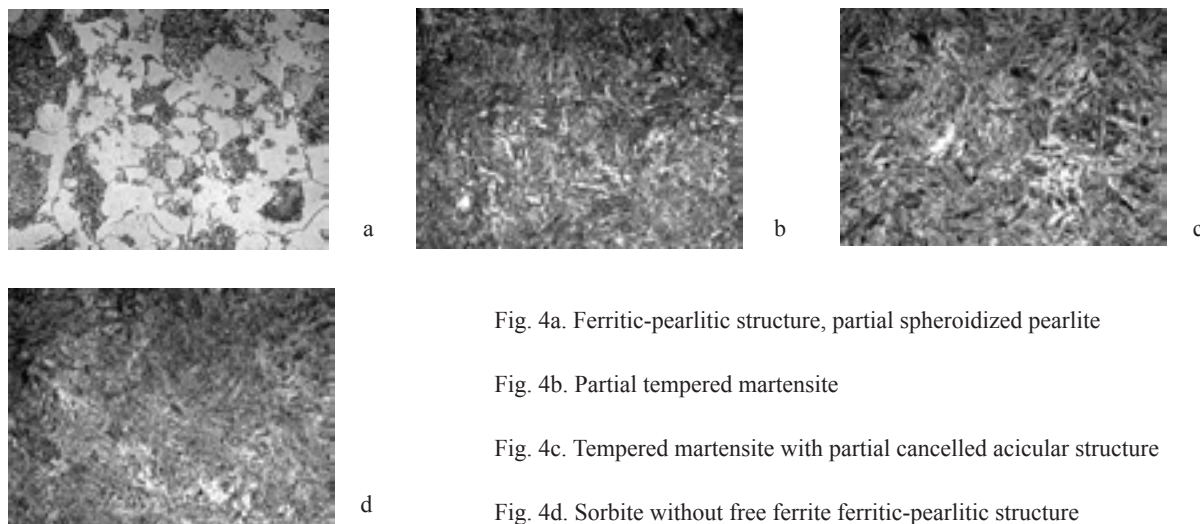 a
b
c
Fig. 4a. Ferritic-pearlitic structure, partial spheroidized pearlite
Fig. 4b. Partial tempered martensite
Fig. 4c. Tempered martensite with partial cancelled acicular structure
d
Fig. 4d. Sorbite without free ferrite ferritic-pearlitic structure